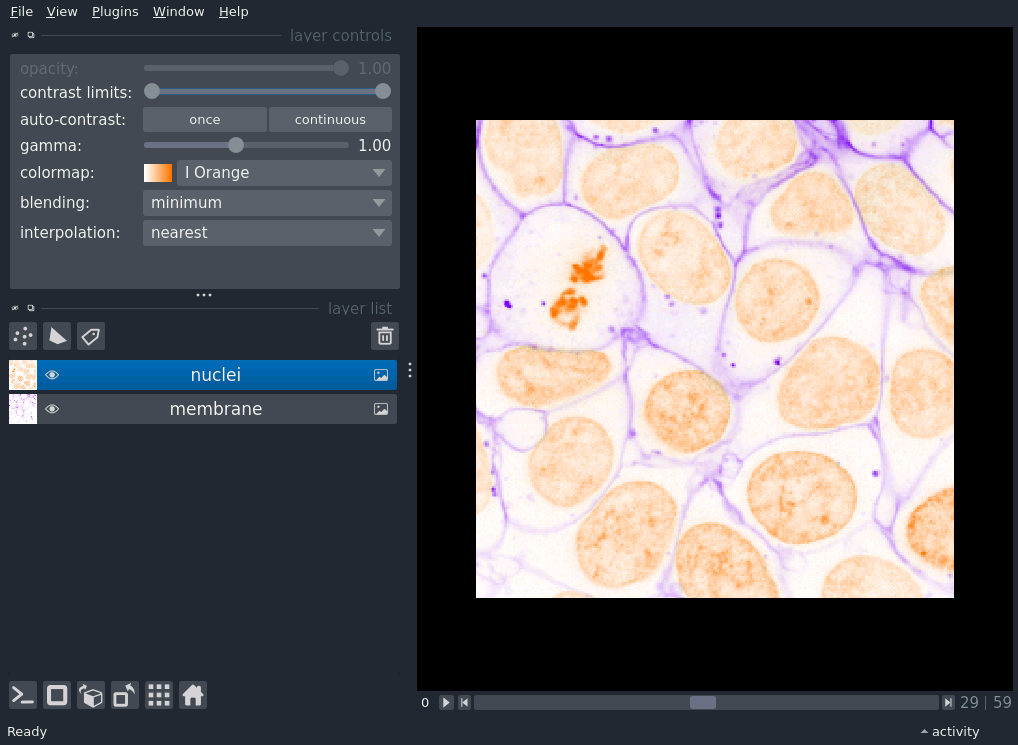 File View Plugins Window Help
layer controls
opacity: 1.00
contrast limits:
auto-contrast: once continuous
gamma: 1.00
colormap: I Orange
blending: minimum
interpolation: nearest
layer list
nuclei
membrane
0 29 | 59
Ready activity